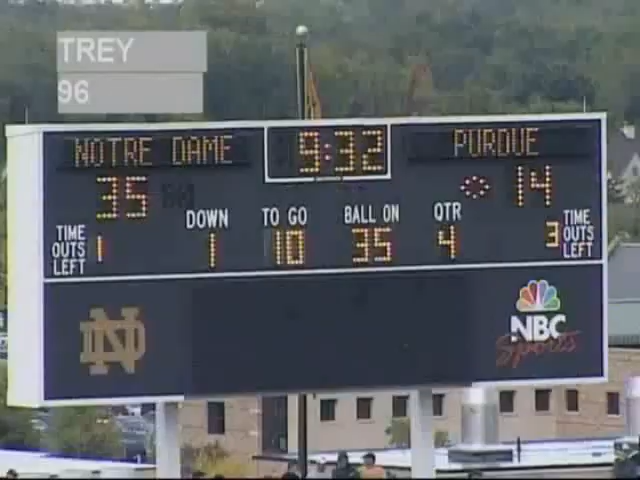 TREY
96
NOTRE DAME 9:32 PURDUE
35 14
DOWN TO GO BALL ON QTR
TIME OUTS LEFT 1 1 10 35 4 3 TIME OUTS LEFT
ND NBC
Sports